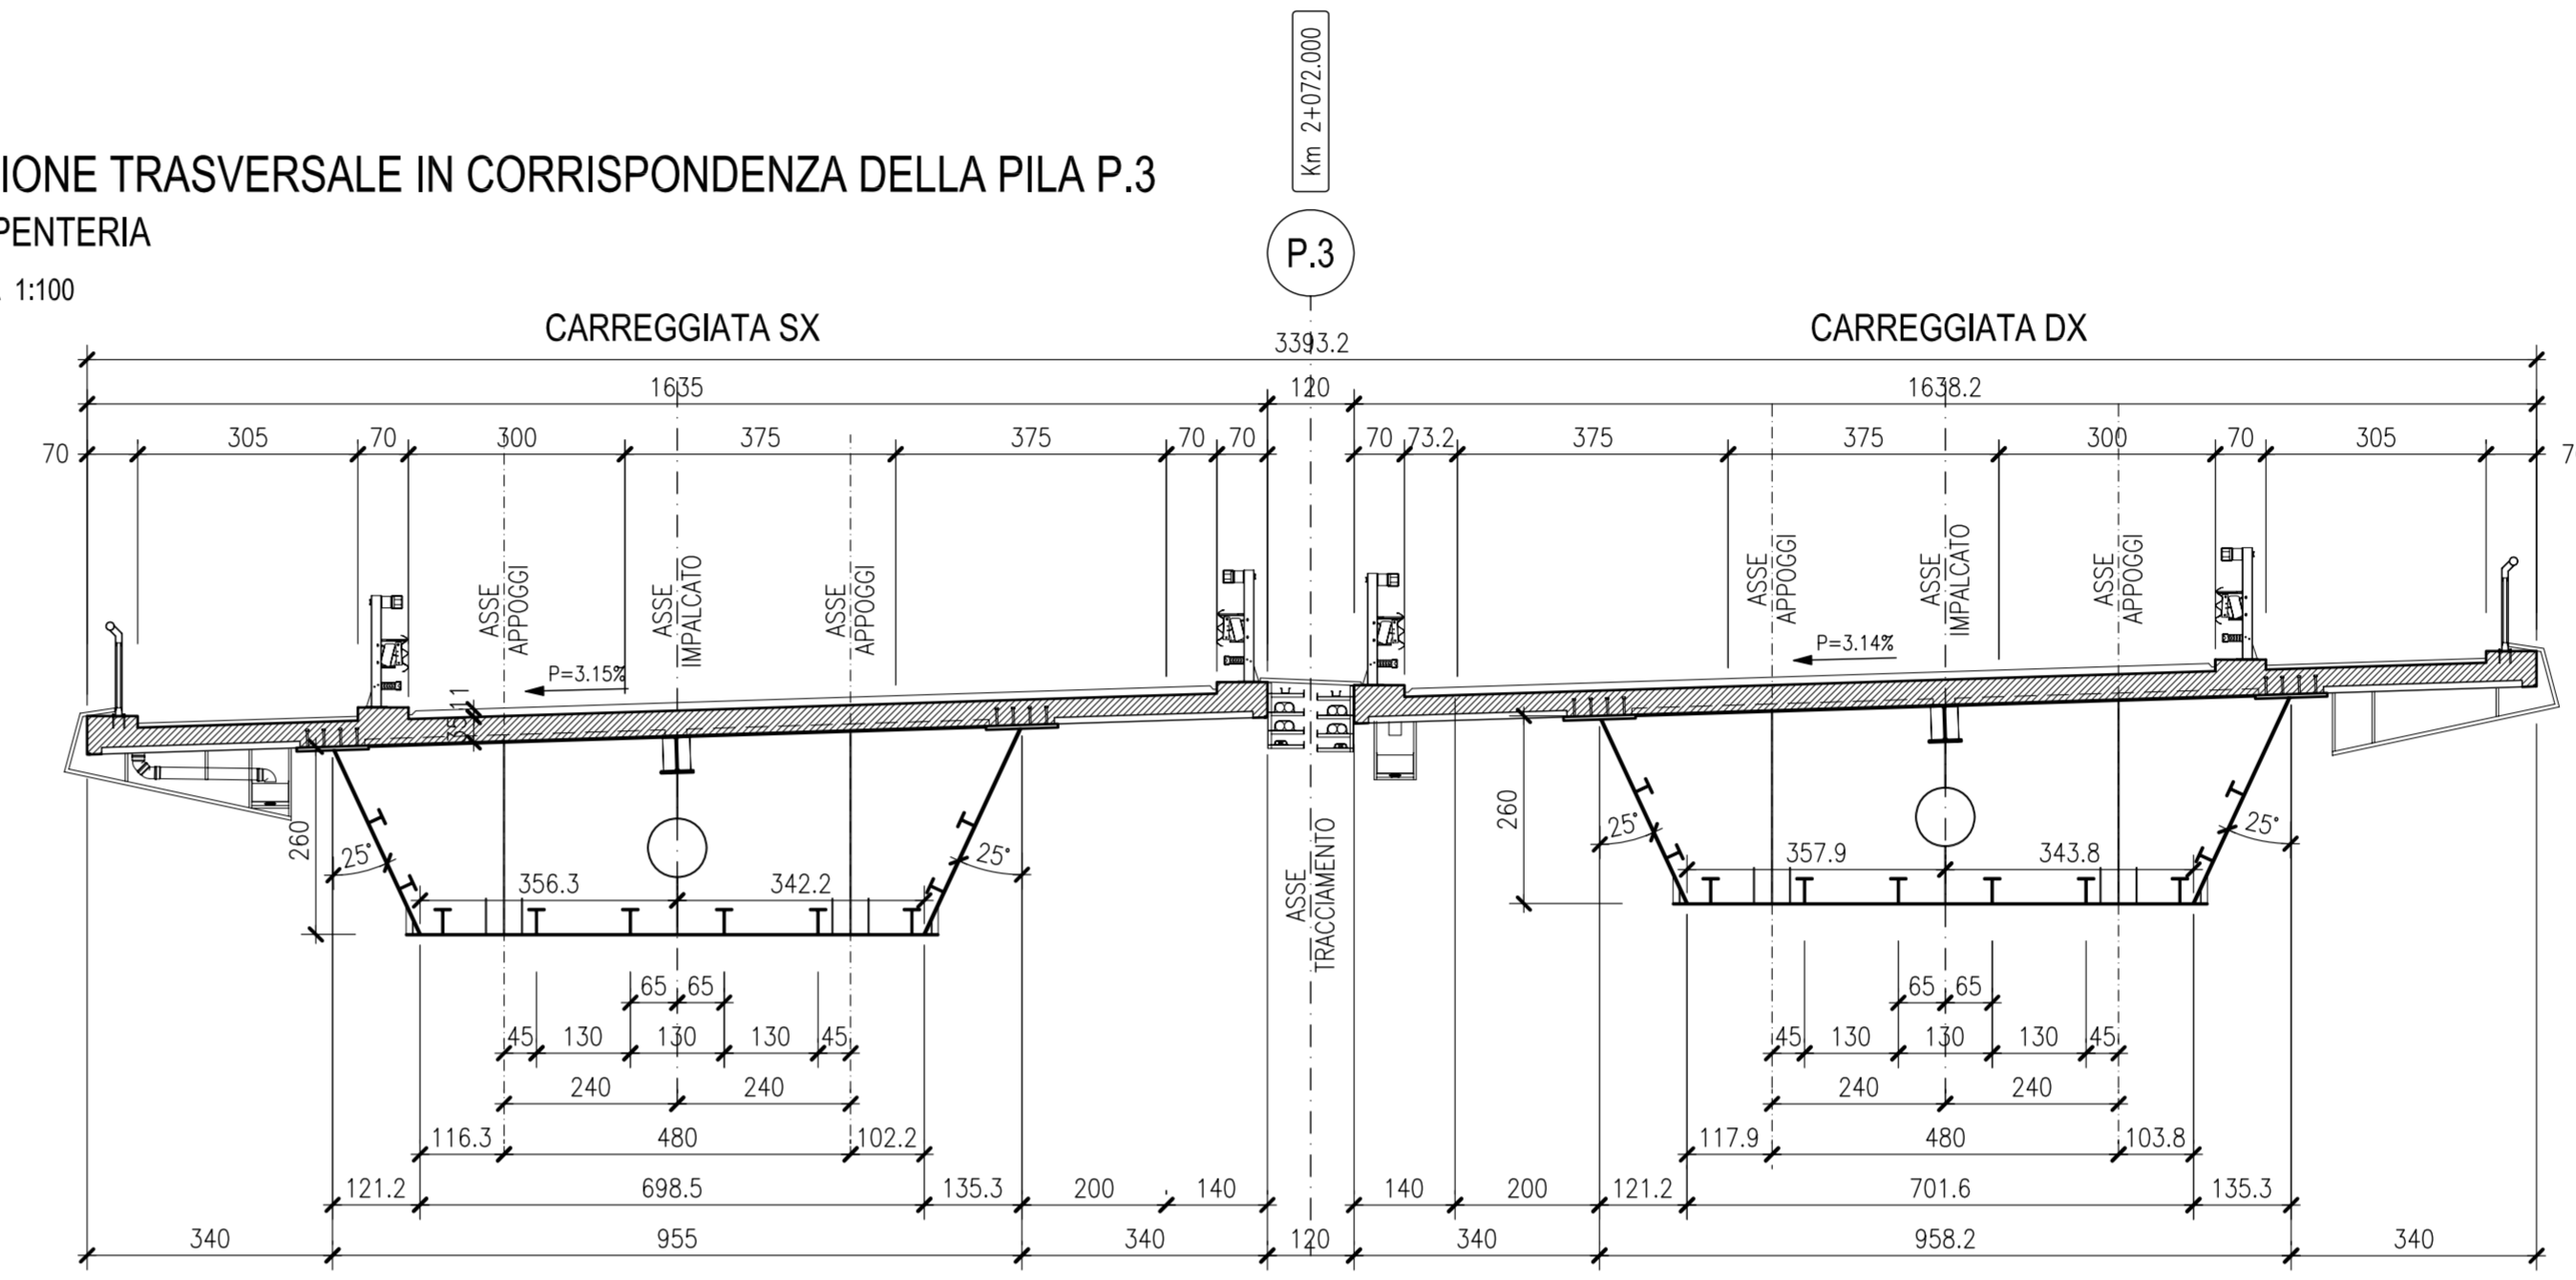 Km 2+072.000
IONE TRASVERSALE IN CORRISPONDENZA DELLA PILA P.3
PENTERIA
1:100
P.3
CARREGGIATA SX
CARREGGIATA DX
3393.2
1635 120 1638.2
70 305 70 300 375 375 70 70 70 73.2 375 375 300 70 305 7
ASSE APPOGGI
ASSE IMPALCATO
ASSE APPOGGI
ASSE APPOGGI
ASSE IMPALCATO
ASSE APPOGGI
P=3.15%
P=3.14%
11
35
260
25°
25°
356.3 342.2
ASSE TRACCIAMENTO
260
25°
25°
357.9 343.8
65 65 65 65
45 130 130 130 45 45 130 130 130 45
240 240 240 240
116.3 480 102.2 117.9 480 103.8
121.2 698.5 135.3 200 140 140 200 121.2 701.6 135.3
340 955 340 120 340 958.2 340